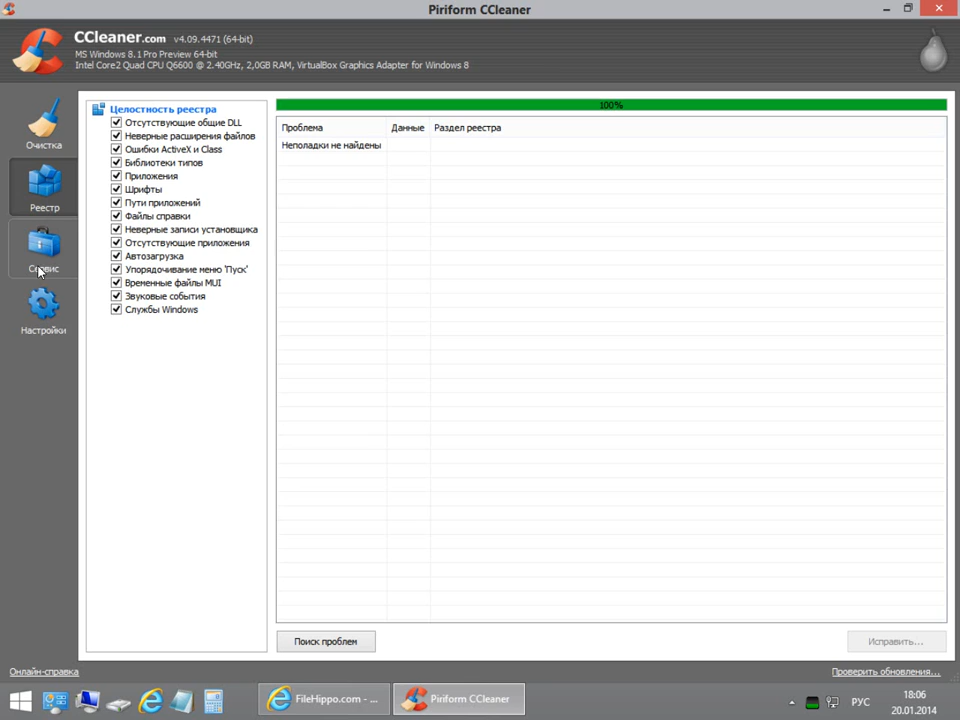 Piriform CCleaner
CCleaner.com v4.09.4471 (64-bit)
MS Windows 8.1 Pro Preview 64-bit
Intel Core2 Quad CPU Q6600 @ 2.40GHz, 2,0GB RAM, VirtualBox Graphics Adapter for Windows 8
Очистка
Реестр
Сервис
Настройки
Целостность реестра
Отсутствующие общие DLL
Неверные расширения файлов
Ошибки ActiveX и Class
Библиотеки типов
Приложения
Шрифты
Пути приложений
Файлы справки
Неверные записи установщика
Отсутствующие приложения
Автозагрузка
Упорядочивание меню 'Пуск'
Временные файлы MUI
Звуковые события
Службы Windows
100%
Проблема Данные Раздел реестра
Неполадки не найдены
Поиск проблем Исправить...
Онлайн-справка Проверить обновления...
FileHippo.com - ... Piriform CCleaner РУС 18:06
20.01.2014